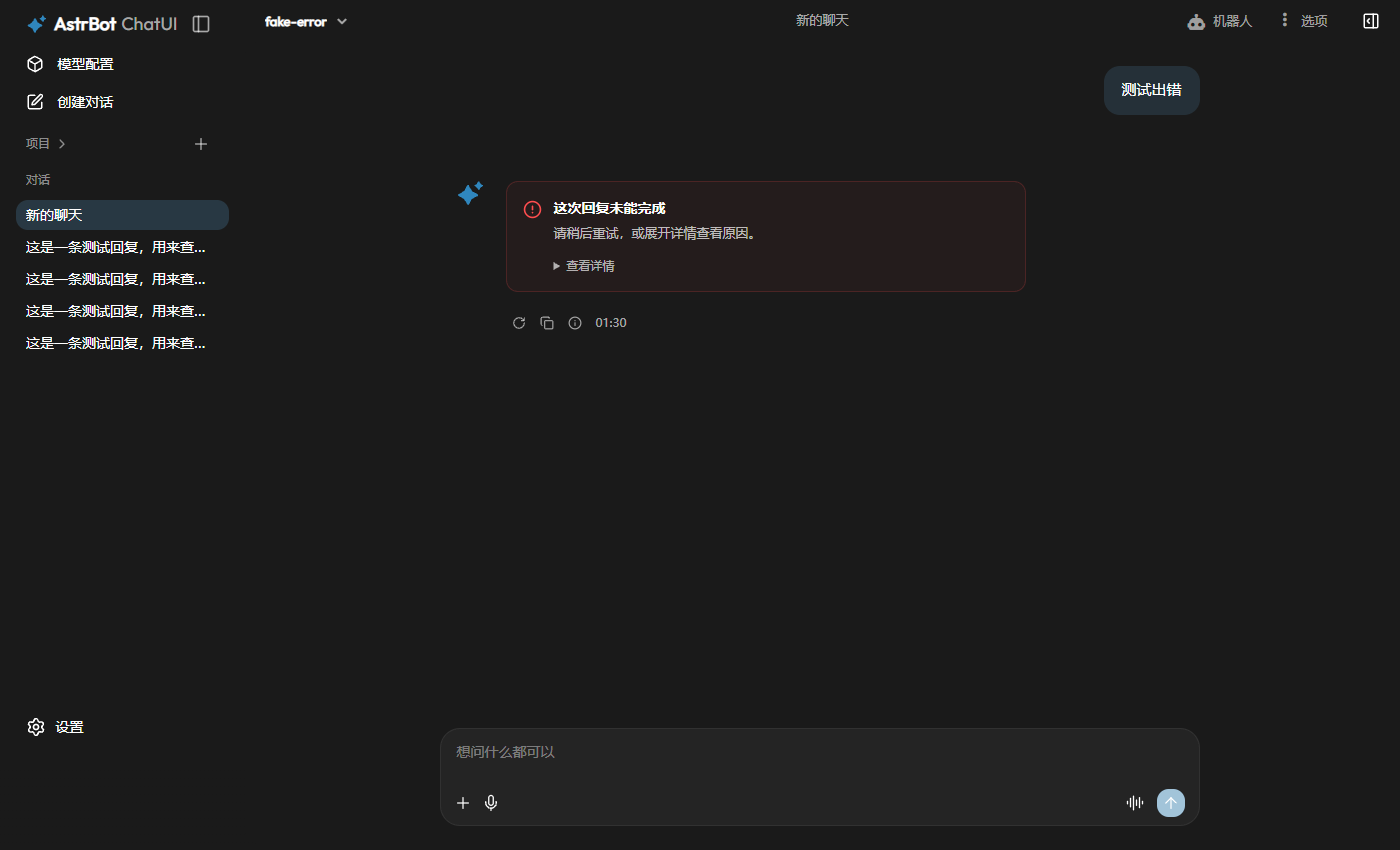 AstrBot ChatUI
fake-error
新的聊天
机器人
选项
模型配置
创建对话
项目
对话
新的聊天
这是一条测试回复，用来查...
这是一条测试回复，用来查...
这是一条测试回复，用来查...
这是一条测试回复，用来查...
设置
测试出错
这次回复未能完成
请稍后重试，或展开详情查看原因。
查看详情
01:30
想问什么都可以